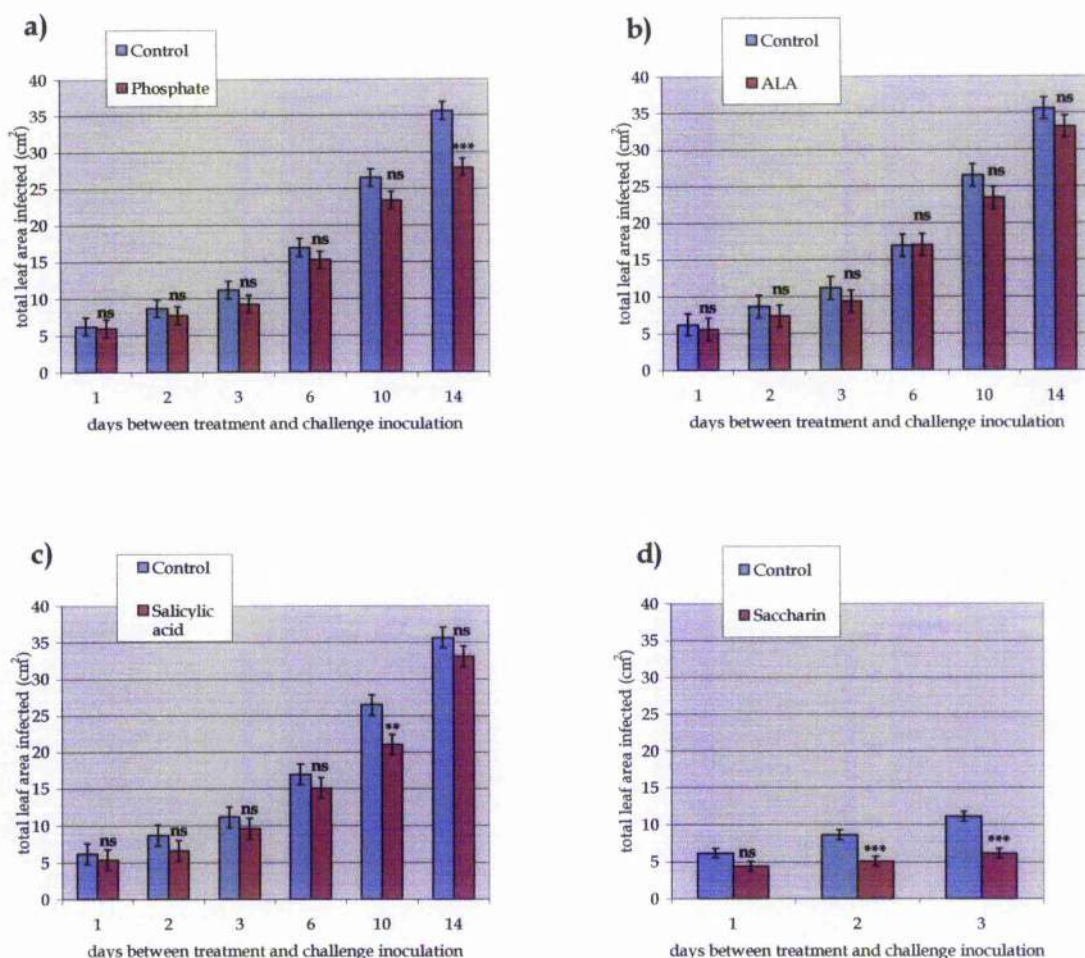 a)
Control
Phosphate
total leaf area infected (cm²)
40
35
30
25
20
15
10
5
0
ns
ns
ns
ns
ns
***
1 2 3 6 10 14
days between treatment and challenge inoculation
b)
Control
ALA
total leaf area infected (cm²)
40
35
30
25
20
15
10
5
0
ns
ns
ns
ns
ns
ns
1 2 3 6 10 14
days between treatment and challenge inoculation
c)
Control
Salicylic
acid
total leaf area infected (cm²)
40
35
30
25
20
15
10
5
0
ns
ns
ns
ns
**
ns
1 2 3 6 10 14
days between treatment and challenge inoculation
d)
Control
Saccharin
total leaf area infected (cm²)
40
35
30
25
20
15
10
5
0
ns
***
***
1 2 3
days between treatment and challenge inoculation